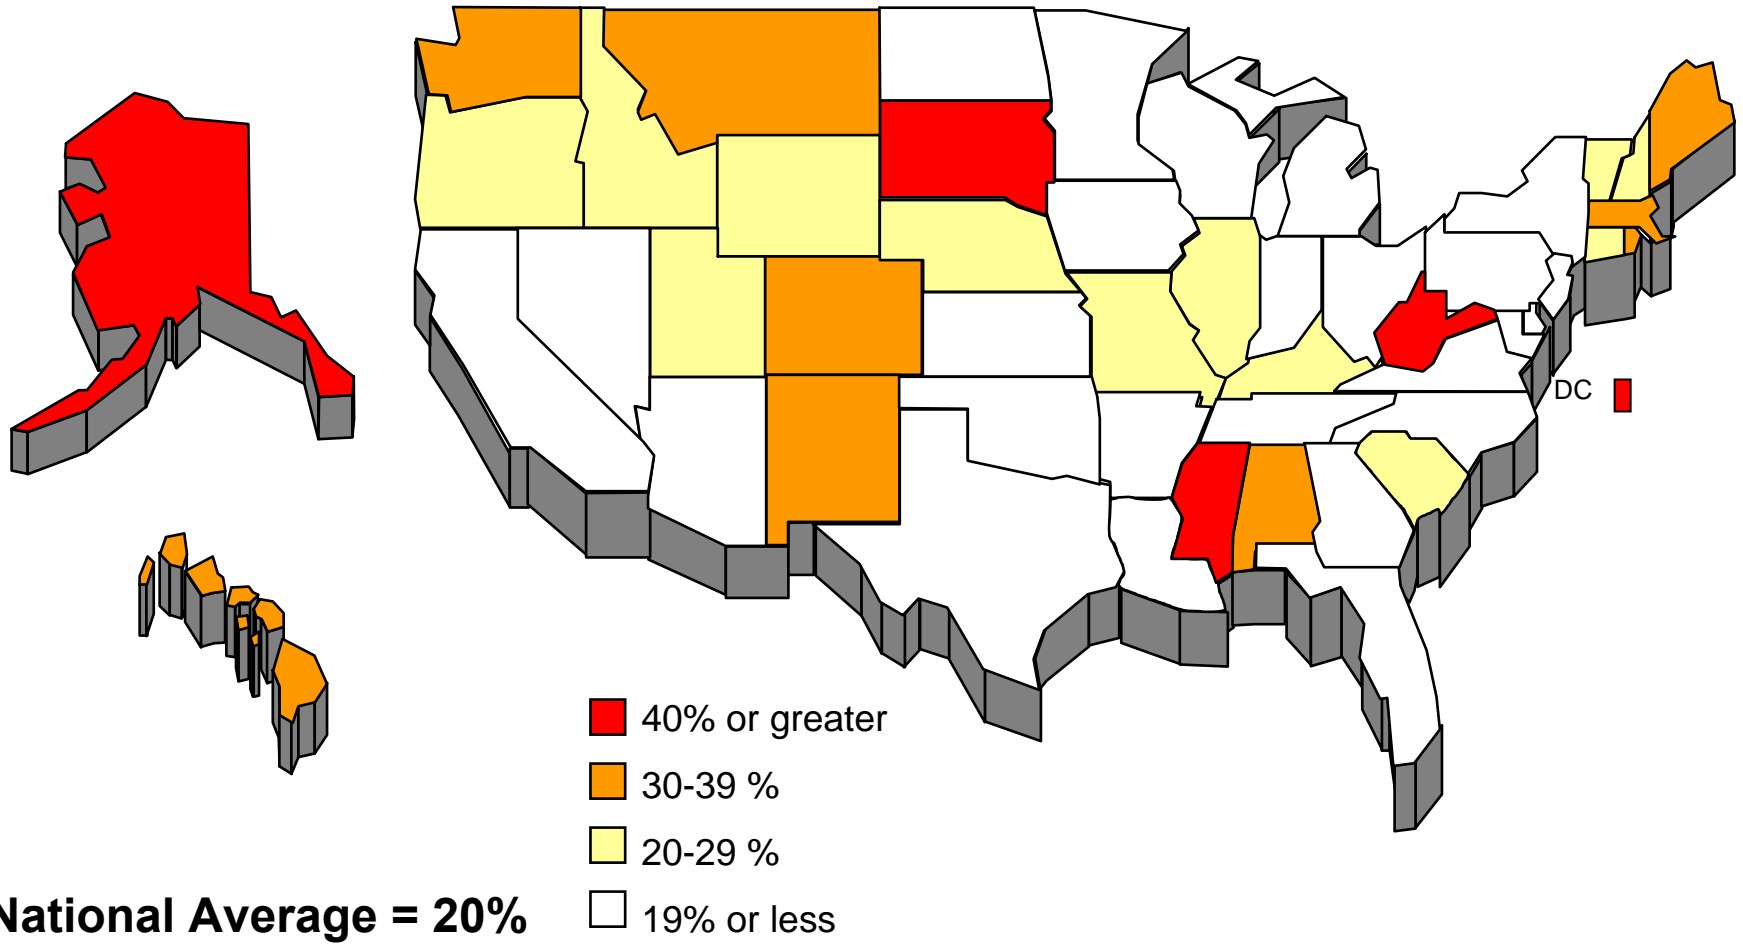 DC
40% or greater
30-39 %
20-29 %
19% or less
National Average = 20%